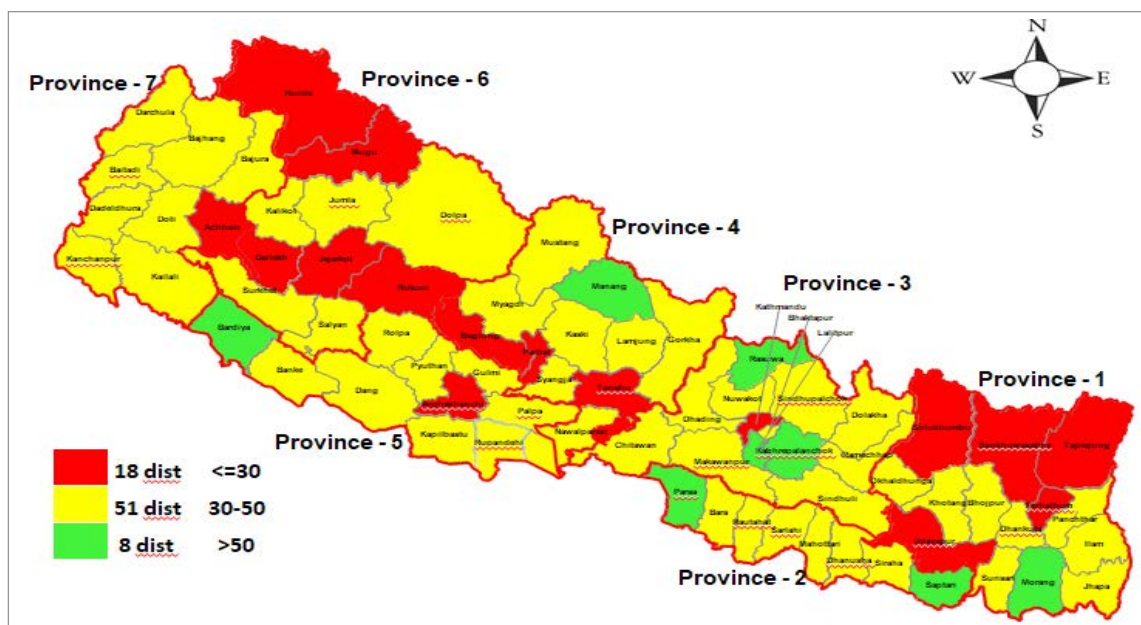 N
W E
S
Province - 7
Province - 6
Province - 4
Province - 3
Province - 1
Province - 5
Province - 2
Humla
Mugu
Darchula
Bajhang
Bajura
Baitadi
Dadeldhura
Doti
Achham
Kanchanpur
Kailali
Kalikot
Jumla
Dolpa
Dailekh
Jajarkot
Rukum
Surkhet
Salyan
Bardiya
Banke
Dang
Rolpa
Pyuthan
Gulmi
Palpa
Kapilbastu
Rupandehi
Nawalparasi
Mustang
Manang
Myagdi
Kaski
Lamjung
Gorkha
Baglung
Parbat
Syangja
Tanahu
Kathmandu
Bhaktapur
Lalitpur
Rasuwa
Nuwakot
Sindhupalchok
Dhading
Dolakha
Chitawan
Makawanpur
Kabhrepalanchok
Ramechhap
Sindhuli
Parsa
Bara
Rautahat
Sarlahi
Mahottari
Dhanusha
Siraha
Saptari
Solukhumbu
Sankhuwasabha
Taplejung
Okhaldhunga
Khotang
Bhojpur
Terhathum
Panchthar
Dhankuta
Udayapur
Ilam
Sunsari
Morang
Jhapa
18 dist <=30
51 dist 30-50
8 dist >50